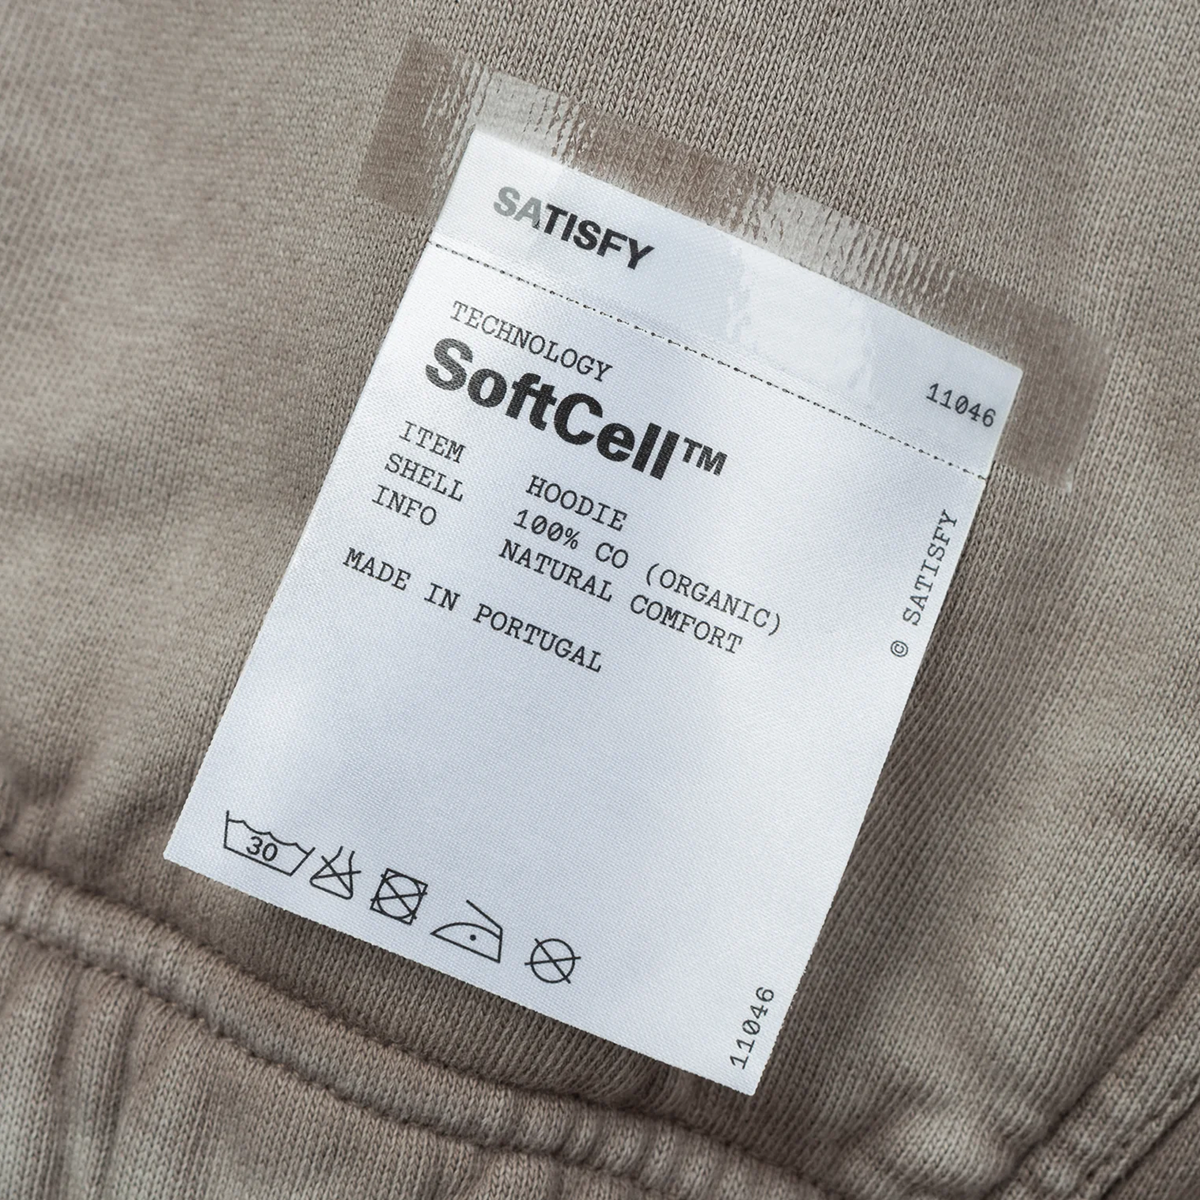 SATISFY
11046
TECHNOLOGY
SoftCell™
ITEM HOODIE
SHELL 100% CO (ORGANIC)
INFO NATURAL COMFORT
MADE IN PORTUGAL
© SATISFY
30
11046